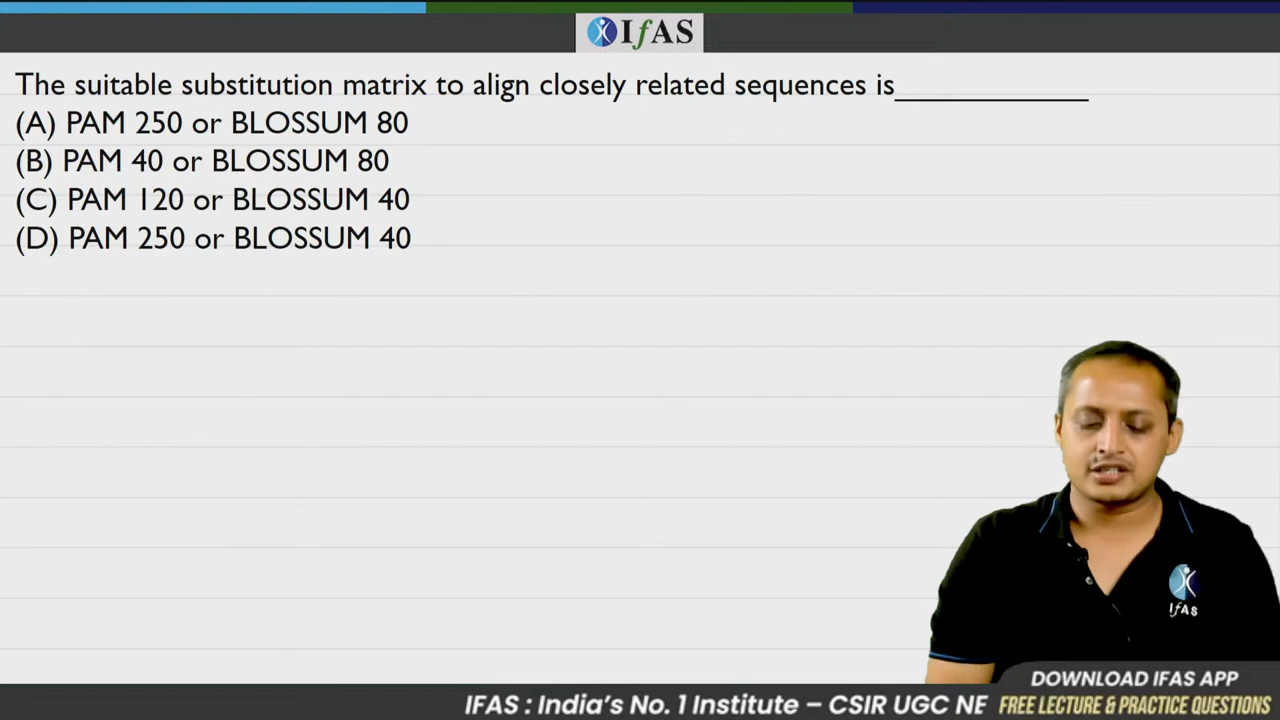 IfAS
The suitable substitution matrix to align closely related sequences is____________
(A) PAM 250 or BLOSSUM 80
(B) PAM 40 or BLOSSUM 80
(C) PAM 120 or BLOSSUM 40
(D) PAM 250 or BLOSSUM 40
IfAS
DOWNLOAD IFAS APP
IFAS : India's No. 1 Institute – CSIR UGC NE
FREE LECTURE & PRACTICE QUESTIONS